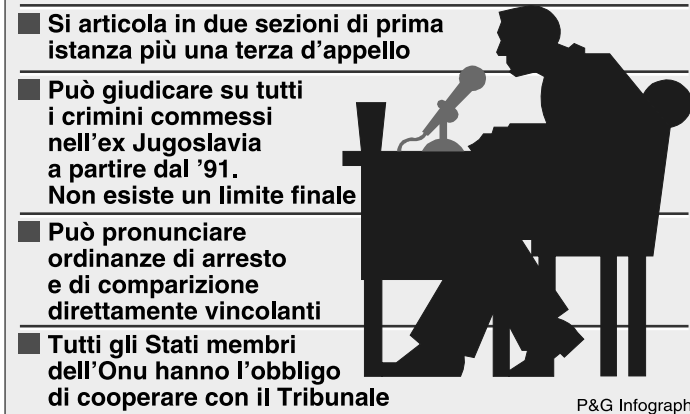 Si articola in due sezioni di prima
istanza più una terza d'appello
Può giudicare su tutti
i crimini commessi
nell'ex Jugoslavia
a partire dal '91.
Non esiste un limite finale
Può pronunciare
ordinanze di arresto
e di comparizione
direttamente vincolanti
Tutti gli Stati membri
dell'Onu hanno l'obbligo
di cooperare con il Tribunale
P&G Infograph